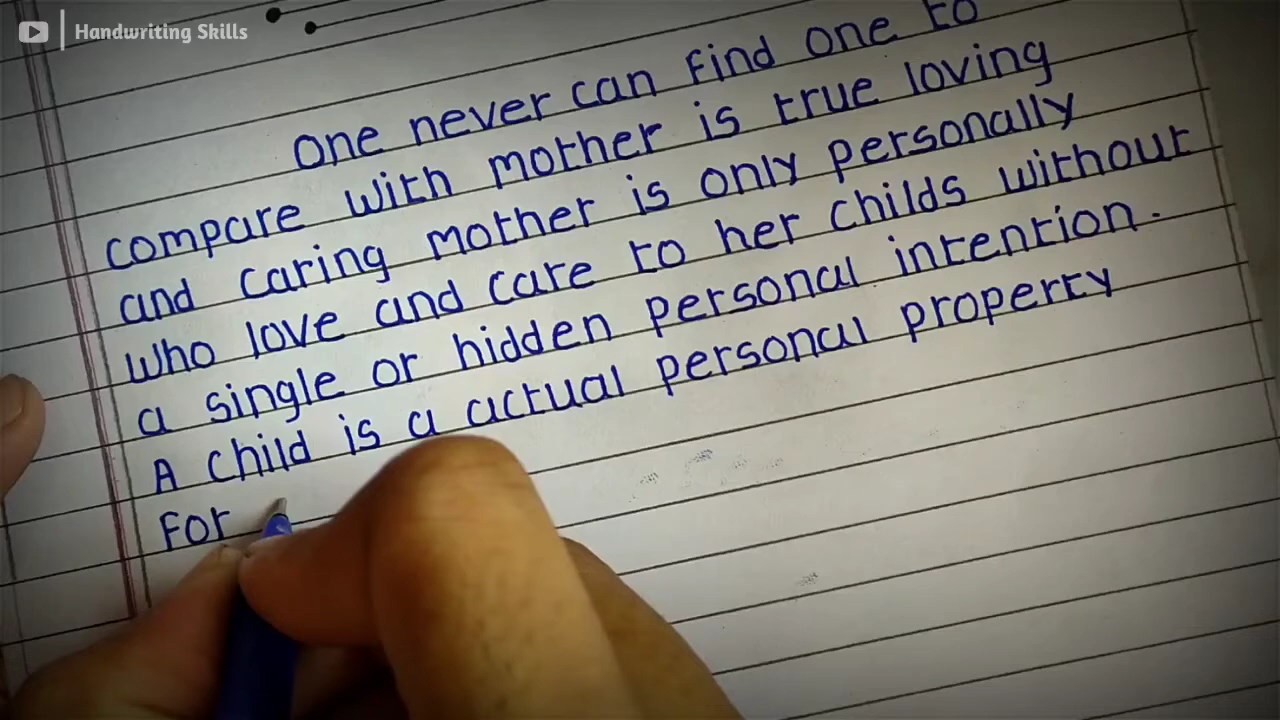 Handwriting Skills
One never can find one to
compare with mother is true loving
and caring mother is only personally
who love and care to her childs without
a single or hidden personal intention.
A child is a actual personal property
For